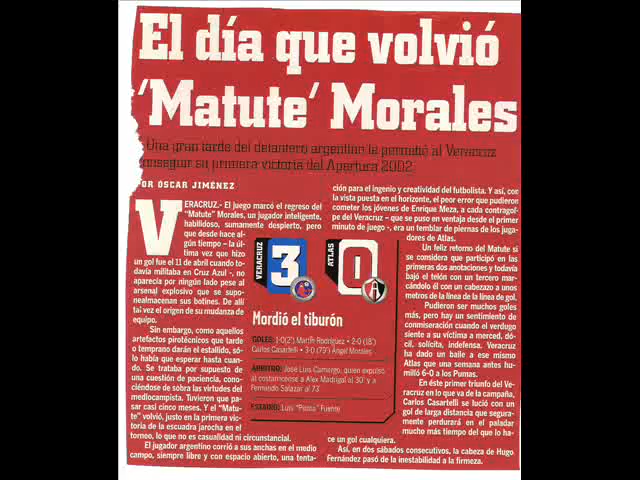 El día que volvió
'Matute' Morales
Una gran tarde del delantero argentino le permitió al Veracruz
conseguir su primera victoria del Apertura 2002
POR OSCAR JIMÉNEZ
VERACRUZ.- El juego marcó el regreso del
"Matute" Morales, un jugador inteligente,
habilidoso, sumamente despierto, pero
que desde hace al-
gún tiempo – la úl-
tima vez que hizo
un gol fue el 11 de abril cuando to-
davía militaba en Cruz Azul -, no
aparecía por ningún lado pese al
arsenal explosivo que se supo-
nealmacenan sus botines. De allí
tal vez el origen de su mudanza de
equipo.
Sin embargo, como aquellos
artefactos pirotécnicos que tarde
o temprano darán el estallido, só-
lo había que esperar hasta cuan-
do. Se trataba por supuesto de
una cuestión de paciencia, cono-
ciéndose de sobra las virtudes del
mediocampista. Tuvieron que pa-
sar casi cinco meses. Y el "Matu-
te" volvió, justo en la primera vic-
toria de la escuadra jarocha en el
torneo, lo que no es casualidad ni circunstancial.
El jugador argentino corrió a sus anchas en el medio
campo, siempre libre y con espacio abierto, una tenta-
ción para el ingenio y creatividad del futbolista. Y así, con
la vista puesta en el horizonte, el peor error que pudieron
cometer los jóvenes de Enrique Meza, a cada contragol-
pe del Veracruz – que se puso en ventaja desde el primer
minuto de juego -, era un temblar de piernas de los juga-
dores de Atlas.
VERACRUZ 3
ATLAS 0
Mordió el tiburón
GOLES: 1-0(2') Martín Rodríguez • 2-0 (18')
Carlos Casartelli • 3-0 (79') Ángel Morales
ÁRBITRO: José Luis Camargo, quien expulsó
al costarricense a Alex Madrigal al 30' y a
Fernando Salazar al 73
ESTADIO: Luis "Pirata" Fuente
Un feliz retorno del Matute si
se considera que participó en las
primeras dos anotaciones y todavía
bajó el telón con un tercero mar-
cándolo él con un cabezazo a unos
metros de la línea de la línea de gol.
Pudieron ser muchos goles
más, pero hay un sentimiento de
conmiseración cuando el verdugo
siente a su víctima a merced, dó-
cil, solícita, indefensa. Veracruz
ha dado un baile a ese mismo
Atlas que una semana antes hu-
milló 6-0 a los Pumas.
En éste primer triunfo del Ve-
racruz en lo que va de la campaña,
Carlos Casartelli se lució con un
gol de larga distancia que segura-
mente perdurará en el paladar
mucho más tiempo del que lo ha-
ce un gol cualquiera.
Así, en dos sábados consecutivos, la cabeza de Hugo
Fernández pasó de la inestabilidad a la firmeza.